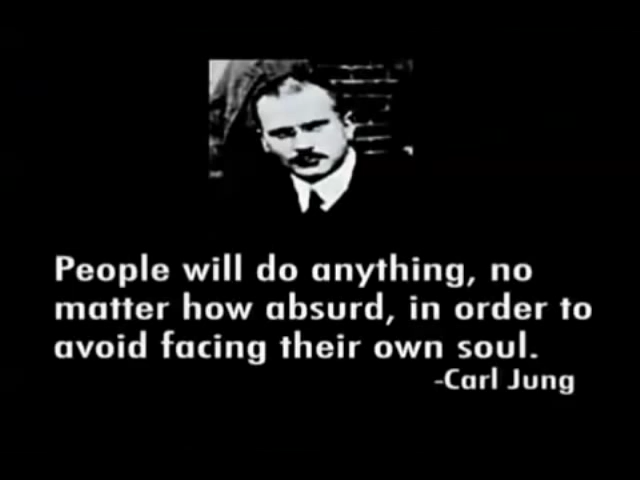 People will do anything, no
matter how absurd, in order to
avoid facing their own soul.
-Carl Jung